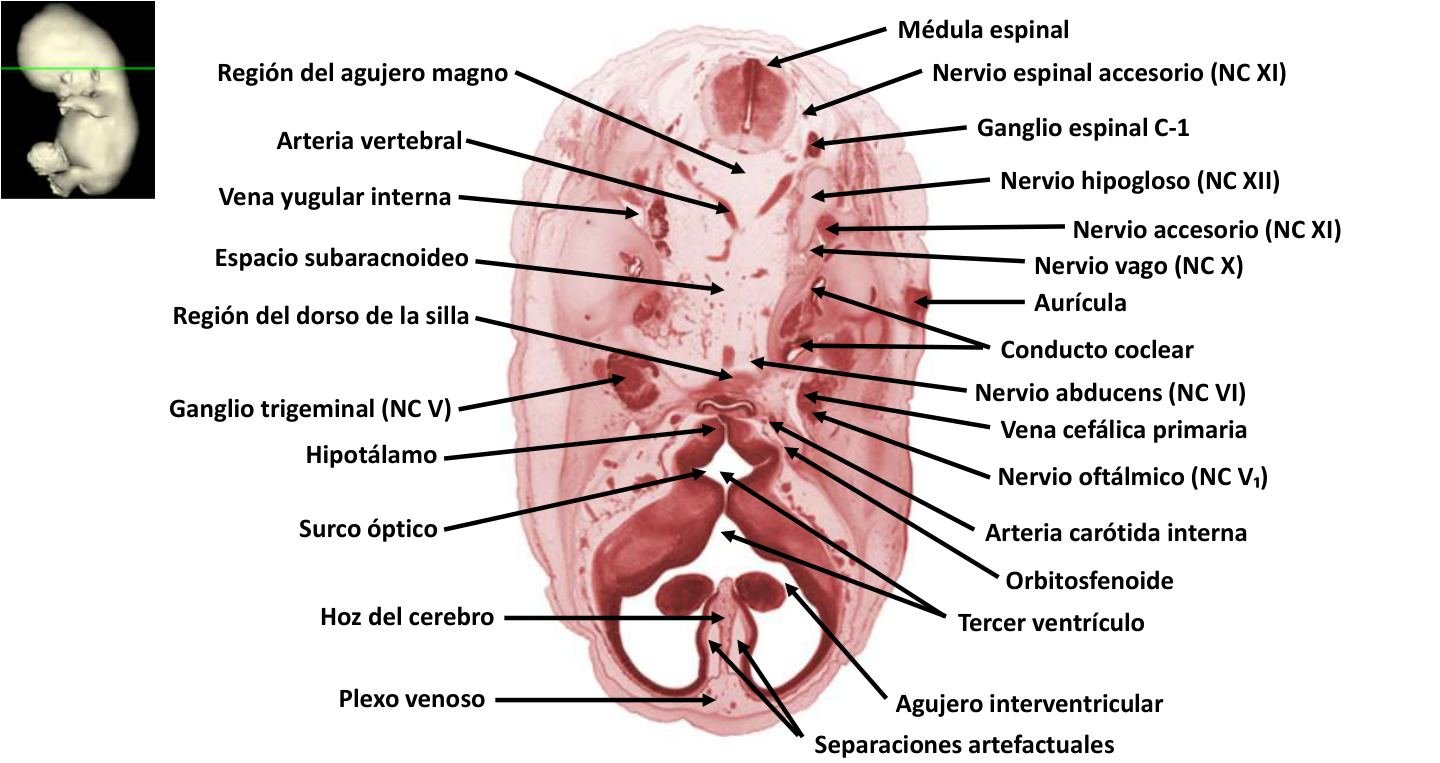 Médula espinal
Región del agujero magno
Nervio espinal accesorio (NC XI)
Arteria vertebral
Ganglio espinal C-1
Vena yugular interna
Nervio hipogloso (NC XII)
Nervio accesorio (NC XI)
Espacio subaracnoideo
Nervio vago (NC X)
Aurícula
Región del dorso de la silla
Conducto coclear
Nervio abducens (NC VI)
Ganglio trigeminal (NC V)
Vena cefálica primaria
Hipotálamo
Nervio oftálmico (NC V₁)
Surco óptico
Arteria carótida interna
Orbitosfenoide
Hoz del cerebro
Tercer ventrículo
Plexo venoso
Agujero interventricular
Separaciones artefactuales